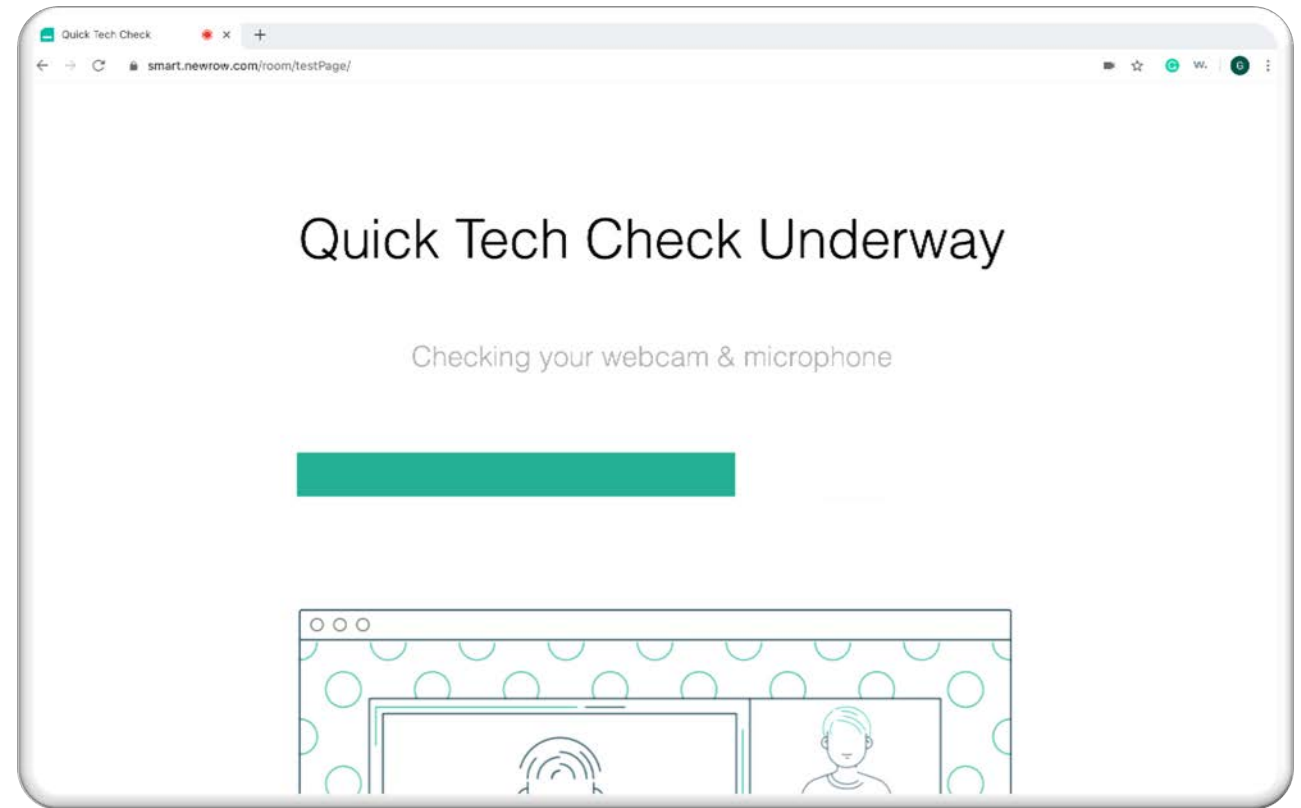 Quick Tech Check
smart.newrow.com/room/testPage/
W.
G
Quick Tech Check Underway
Checking your webcam & microphone